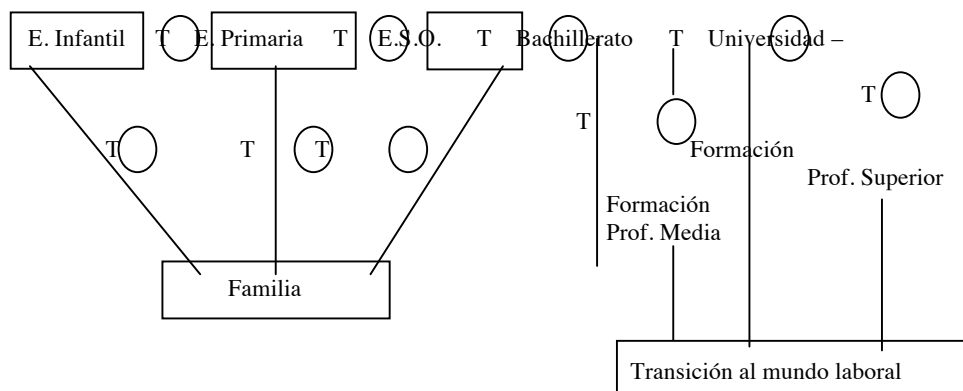 E. Infantil T E. Primaria T E.S.O. T Bachillerato T Universidad –
T
T
T T T
Formación
Prof. Superior
Formación
Prof. Media
Familia
Transición al mundo laboral